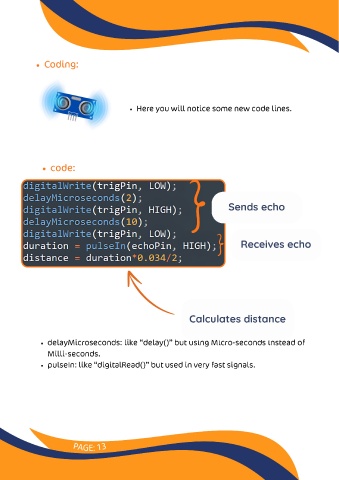 • Coding:
• Here you will notice some new code lines.
• code:
digitalWrite(trigPin, LOW);
delayMicroseconds(2);
digitalWrite(trigPin, HIGH);
delayMicroseconds(10);
digitalWrite(trigPin, LOW);
duration = pulseIn(echoPin, HIGH);
distance = duration*0.034/2;
Sends echo
Receives echo
Calculates distance
• delayMicroseconds: like "delay()" but using Micro-seconds instead of
Milli-seconds.
• pulseIn: like "digitalRead()" but used in very fast signals.
PAGE: 13